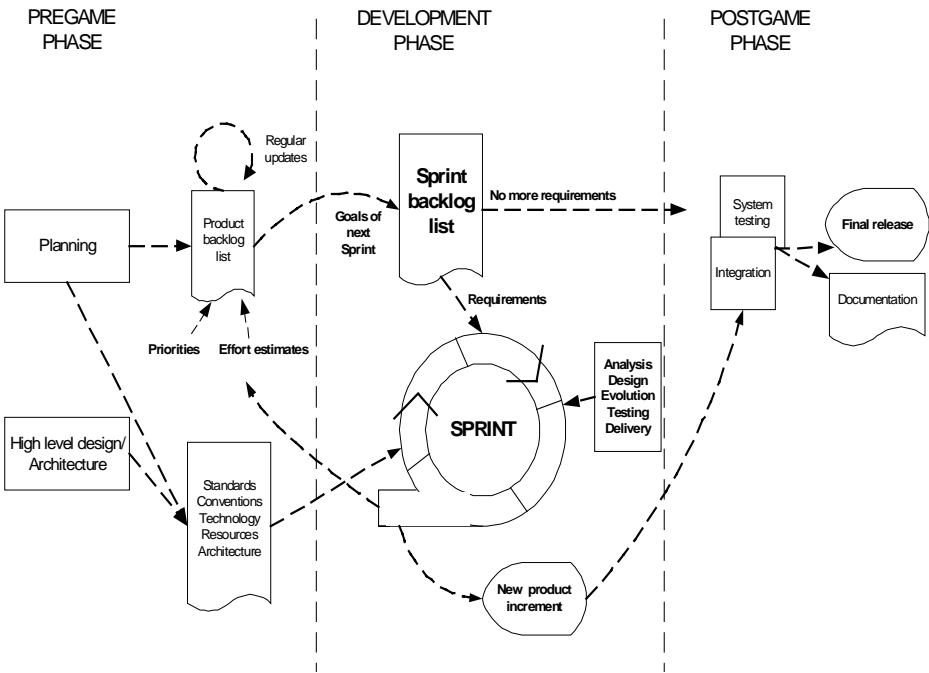 PREGAME
PHASE
DEVELOPMENT
PHASE
POSTGAME
PHASE
Regular
updates
Planning
Product
backlog
list
Goals of
next
Sprint
Sprint
backlog
list
No more requirements
System
testing
Integration
Final release
Documentation
Priorities
Effort estimates
Requirements
High level design/
Architecture
Standards
Conventions
Technology
Resources
Architecture
SPRINT
Analysis
Design
Evolution
Testing
Delivery
New product
increment